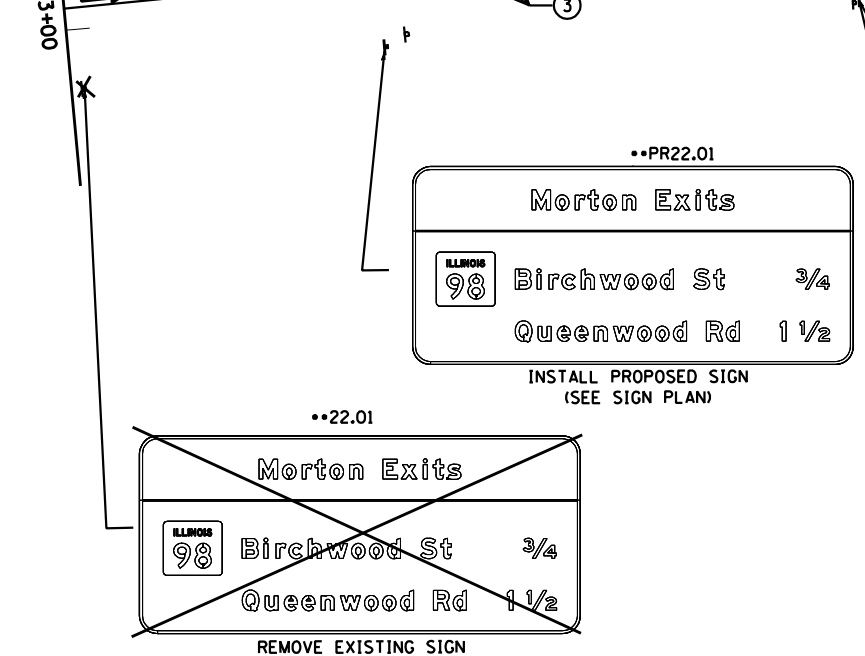 3+00
3
••PR22.01
Morton Exits
ILLINOIS
98
Birchwood St 3/4
Queenwood Rd 1 1/2
INSTALL PROPOSED SIGN
(SEE SIGN PLAN)
••22.01
Morton Exits
ILLINOIS
98
Birchwood St 3/4
Queenwood Rd 1 1/2
REMOVE EXISTING SIGN